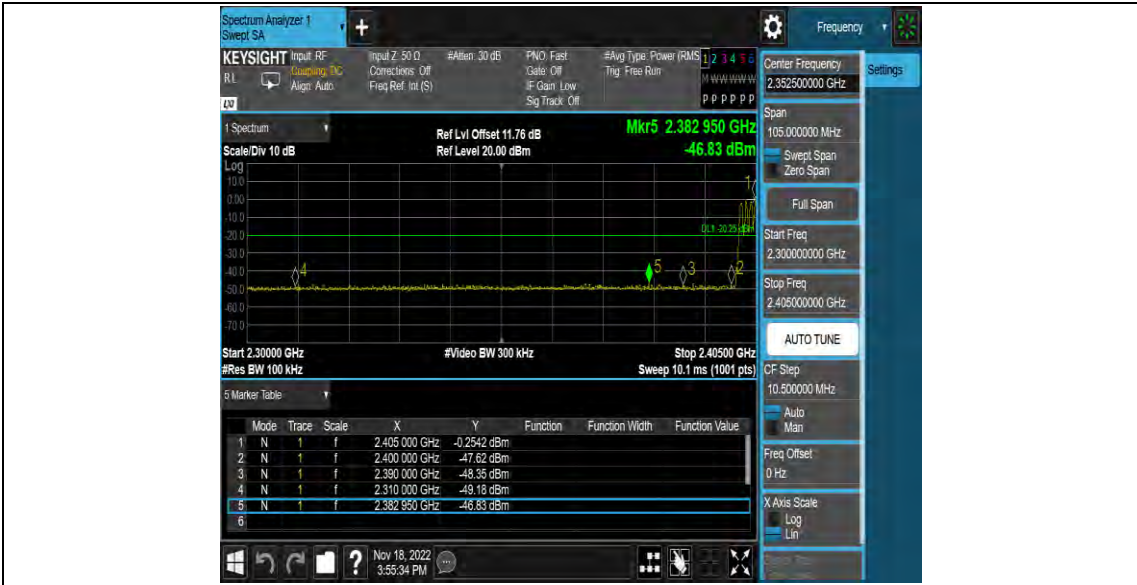 Spectrum Analyzer 1
Swept SA
+
Frequency
KEYSIGHT Input: RF Input Z: 50 Ω #Atten: 30 dB PNO: Fast #Avg Type: Power (RMS 1 2 3 4 5 6
RL Coupling: DC Corrections: Off Gate: Off Trig: Free Run M W W W W W
Align: Auto Freq Ref: Int (S) IF Gain: Low
Sig Track: Off P P P P P P
LXI
Center Frequency
2.352500000 GHz
Settings
Span
105.000000 MHz
Swept Span
Zero Span
Full Span
Start Freq
2.300000000 GHz
Stop Freq
2.405000000 GHz
AUTO TUNE
CF Step
10.500000 MHz
Auto
Man
Freq Offset
0 Hz
X Axis Scale
Log
Lin
1 Spectrum
Ref Lvl Offset 11.76 dB
Mkr5 2.382 950 GHz
Scale/Div 10 dB
Ref Level 20.00 dBm
-46.83 dBm
Log
10.0
0.00
-10.0
-20.0
-30.0
-40.0
-50.0
-60.0
-70.0
1
DL1 -20.25 dBm
4
5
3
2
Start 2.30000 GHz #Video BW 300 kHz Stop 2.40500 GHz
#Res BW 100 kHz Sweep 10.1 ms (1001 pts)
5 Marker Table
Mode Trace Scale X Y Function Function Width Function Value
1 N 1 f 2.405 000 GHz -0.2542 dBm
2 N 1 f 2.400 000 GHz -47.62 dBm
3 N 1 f 2.390 000 GHz -48.35 dBm
4 N 1 f 2.310 000 GHz -49.18 dBm
5 N 1 f 2.382 950 GHz -46.83 dBm
6
?
Nov 18, 2022
3:55:34 PM